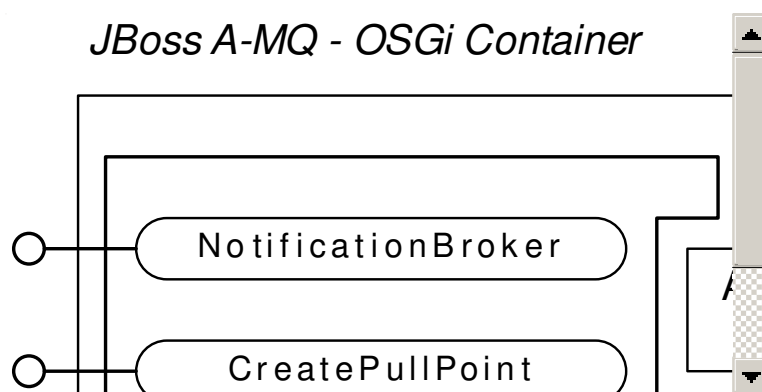 JBoss A-MQ - OSGi Container
NotificationBroker
CreatePullPoint